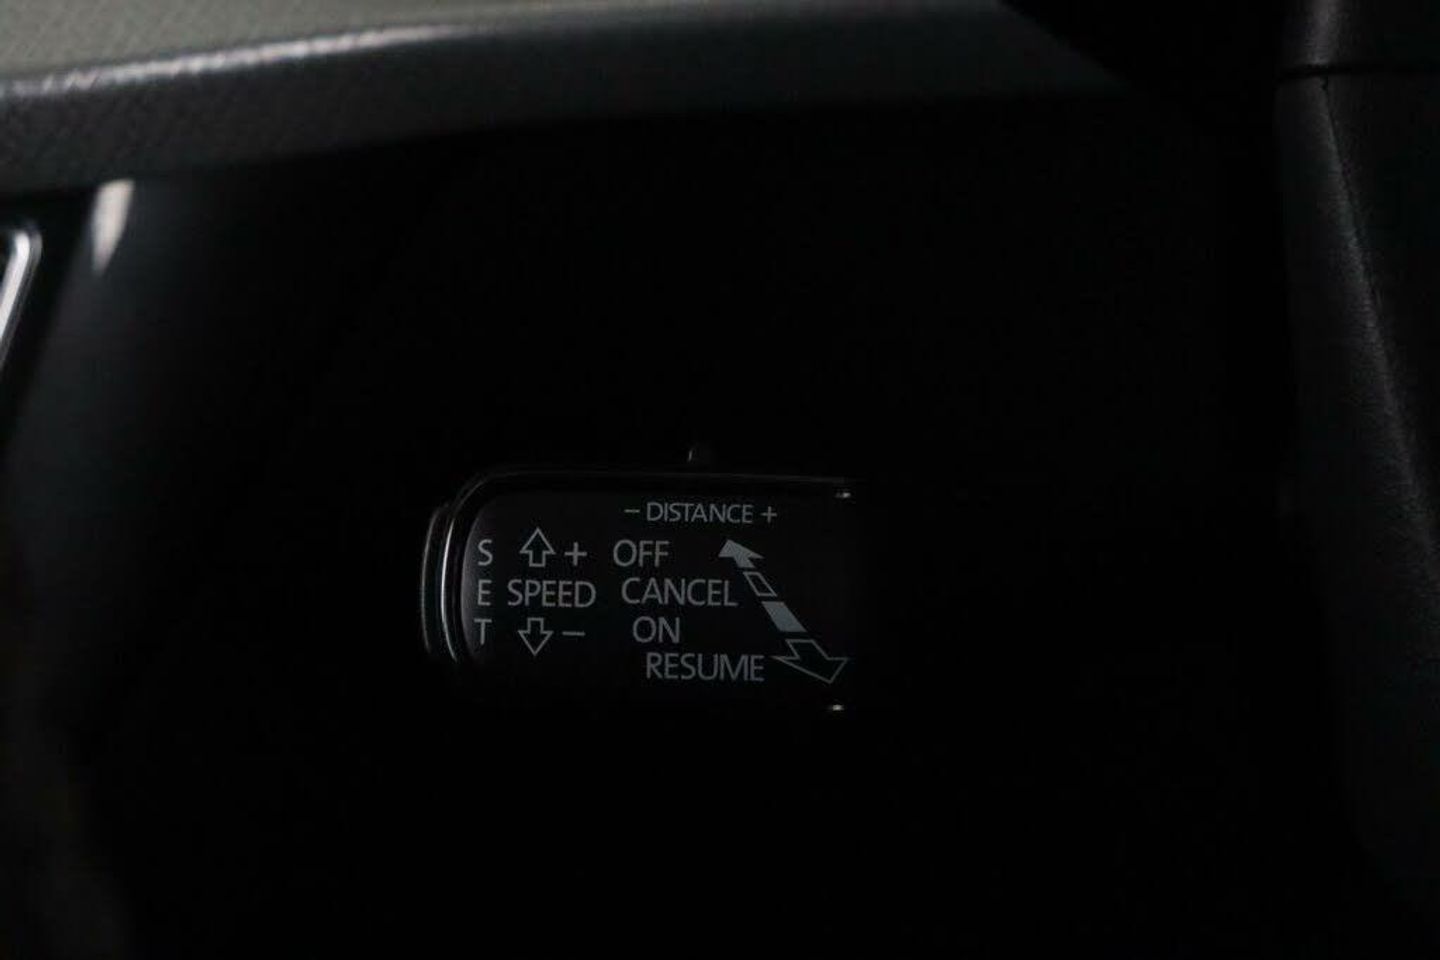 - DISTANCE +
S ⇧ + OFF
E SPEED CANCEL
T ⇩ - ON
RESUME